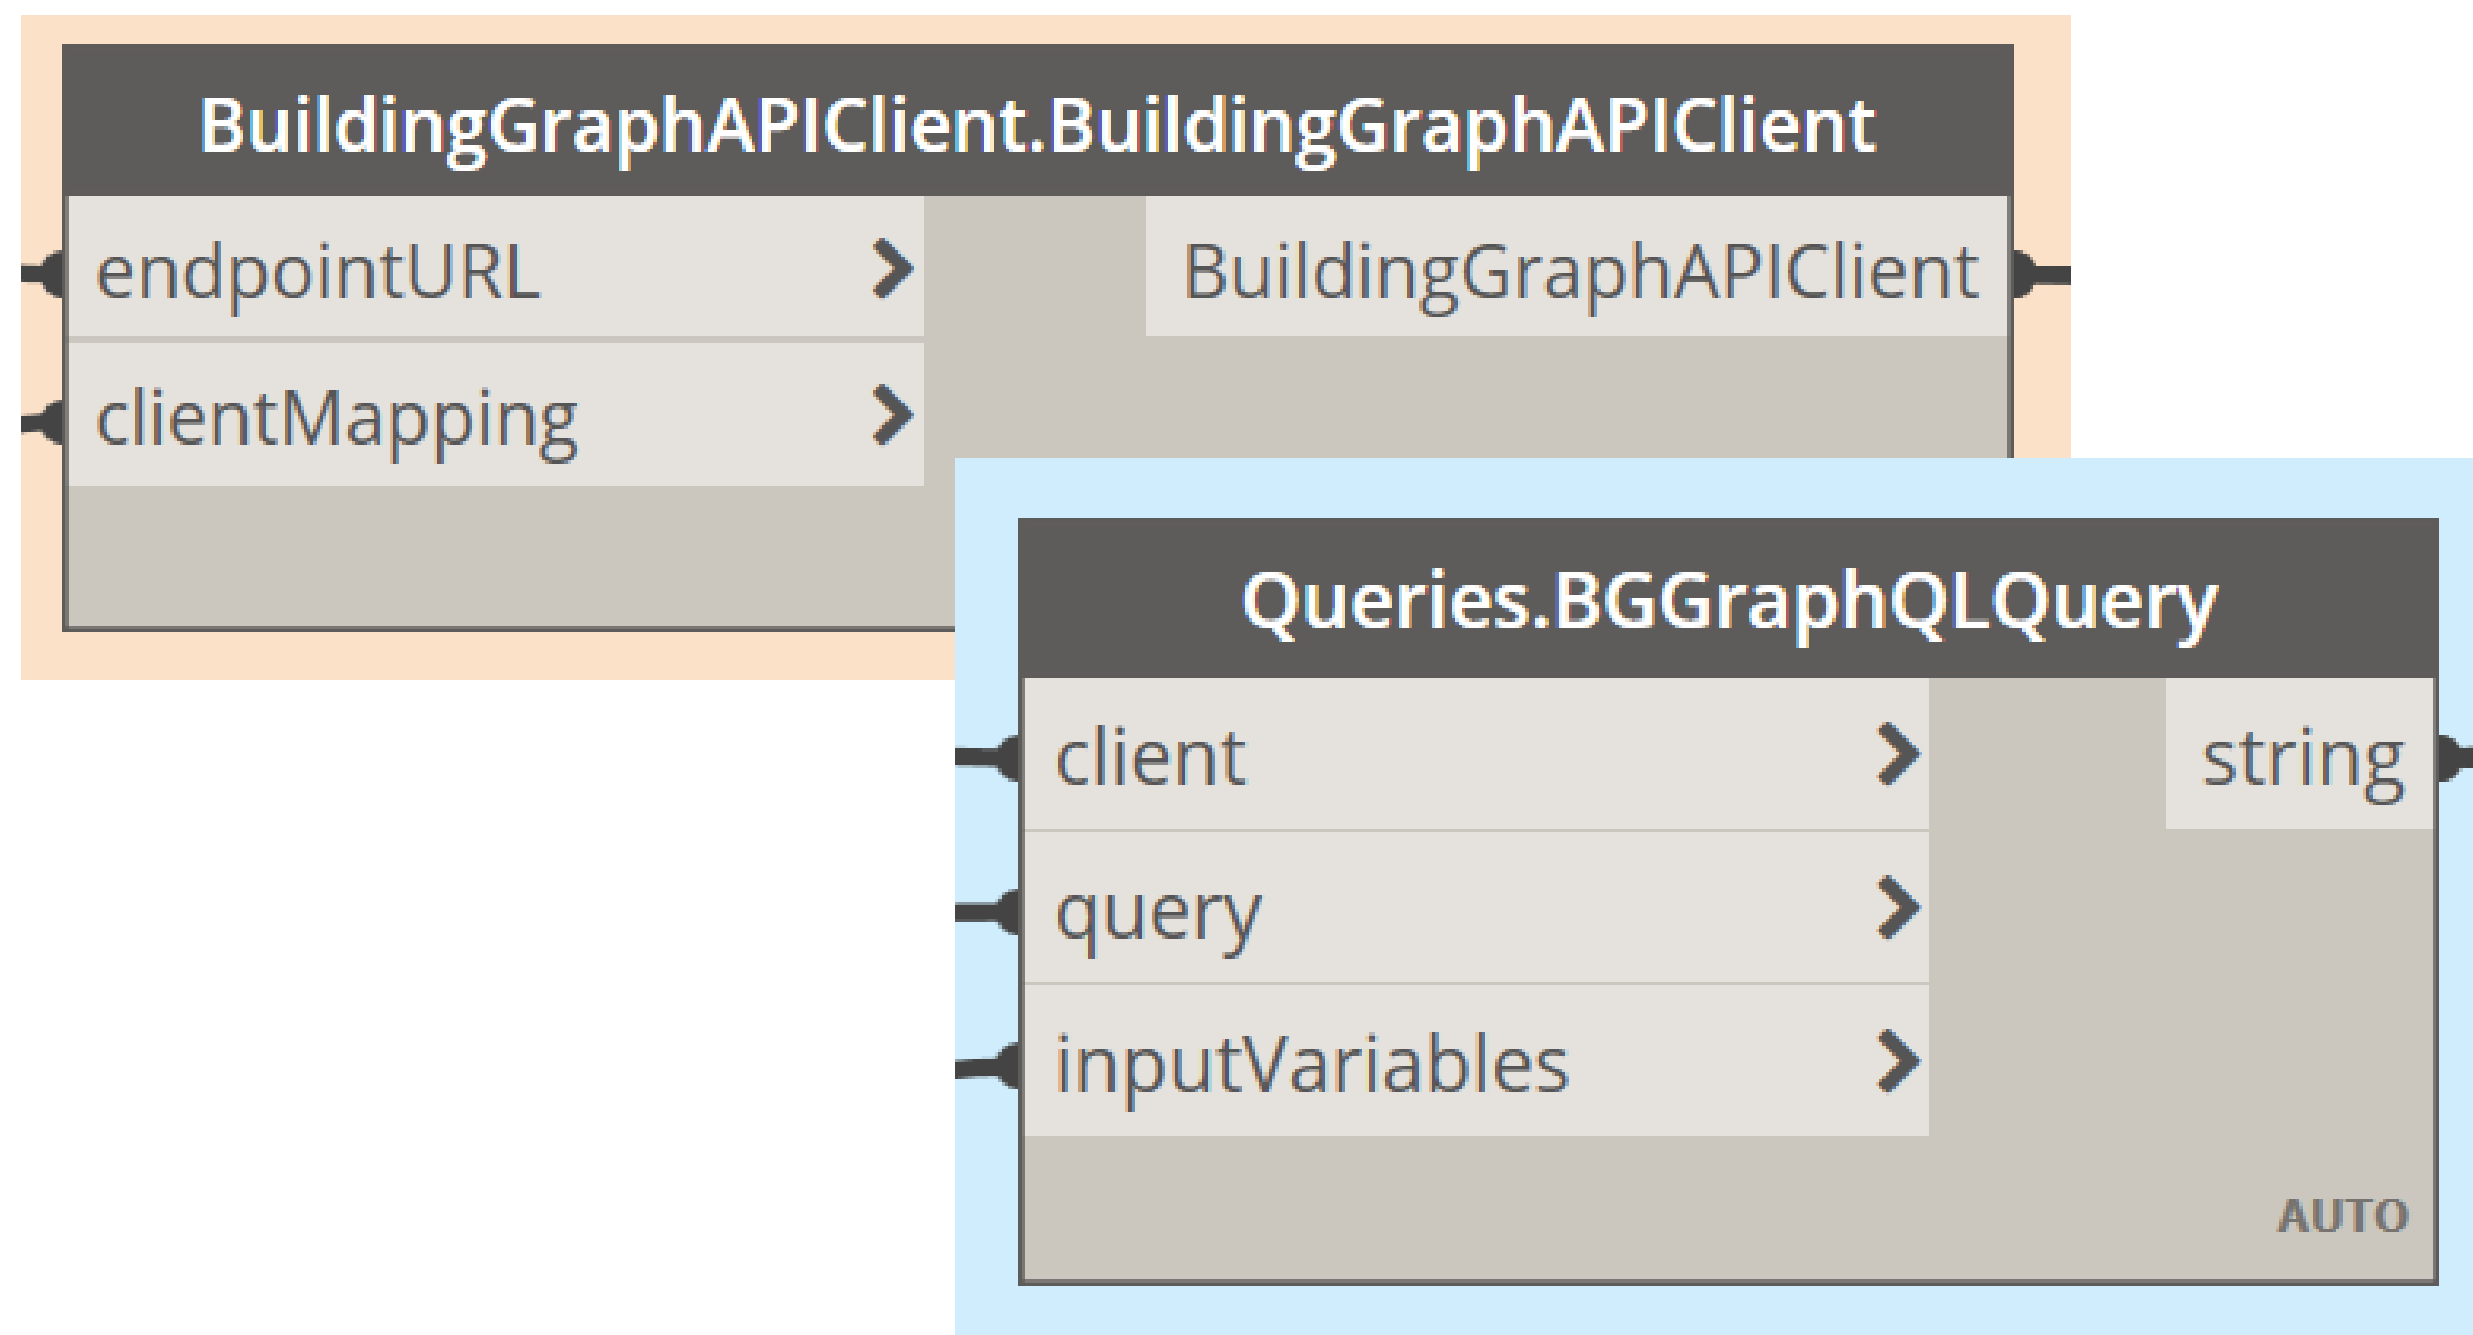 BuildingGraphAPIClient.BuildingGraphAPIClient
endpointURL
BuildingGraphAPIClient
clientMapping
Queries.BGGraphQLQuery
client
string
query
inputVariables
AUTO